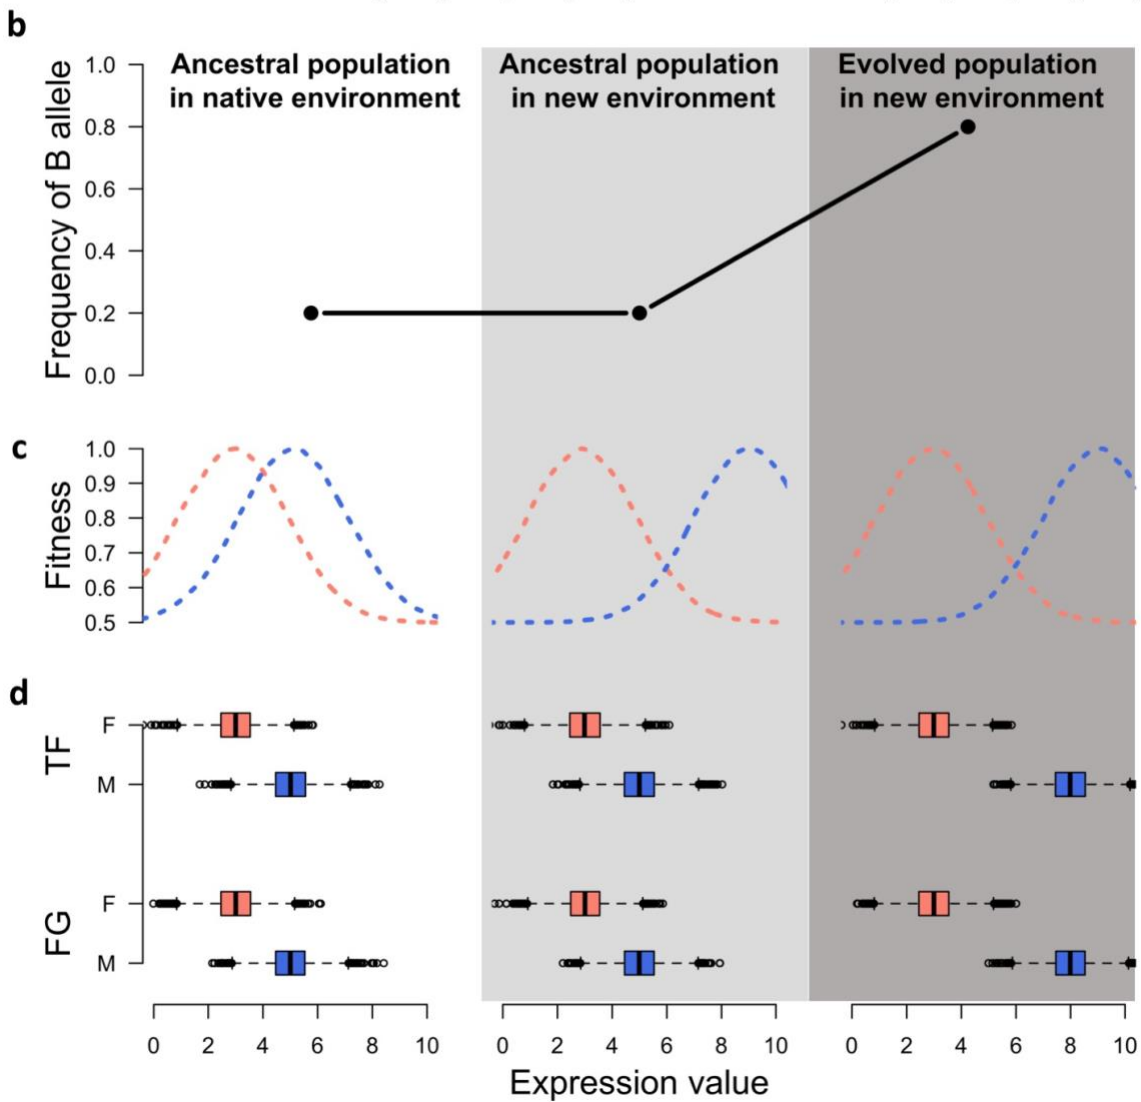 b
Ancestral population
in native environment
Ancestral population
in new environment
Evolved population
in new environment
Frequency of B allele
1.0
0.8
0.6
0.4
0.2
0.0
c
Fitness
1.0
0.9
0.8
0.7
0.6
0.5
d
TF
F
M
FG
F
M
0 2 4 6 8 10
0 2 4 6 8 10
0 2 4 6 8 10
Expression value